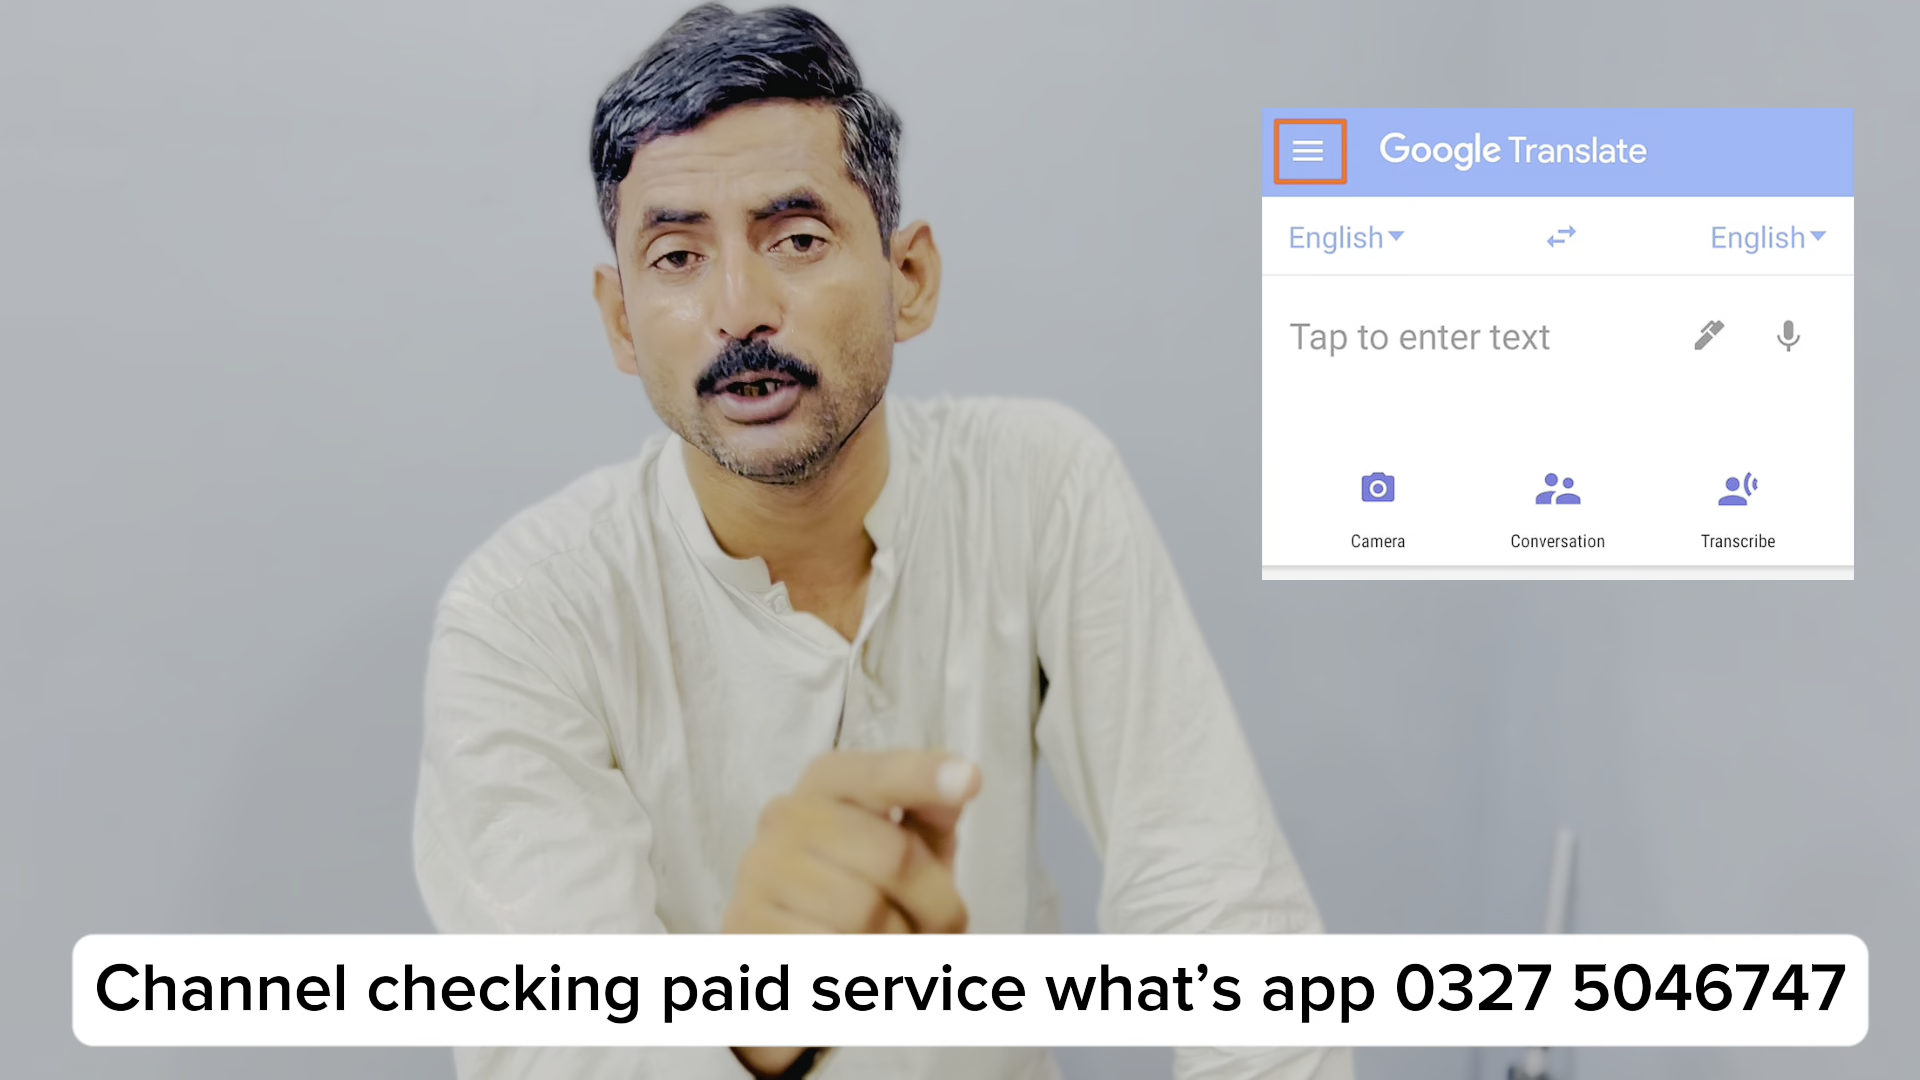 Google Translate
English
English
Tap to enter text
Camera
Conversation
Transcribe
Channel checking paid service what’s app 0327 5046747